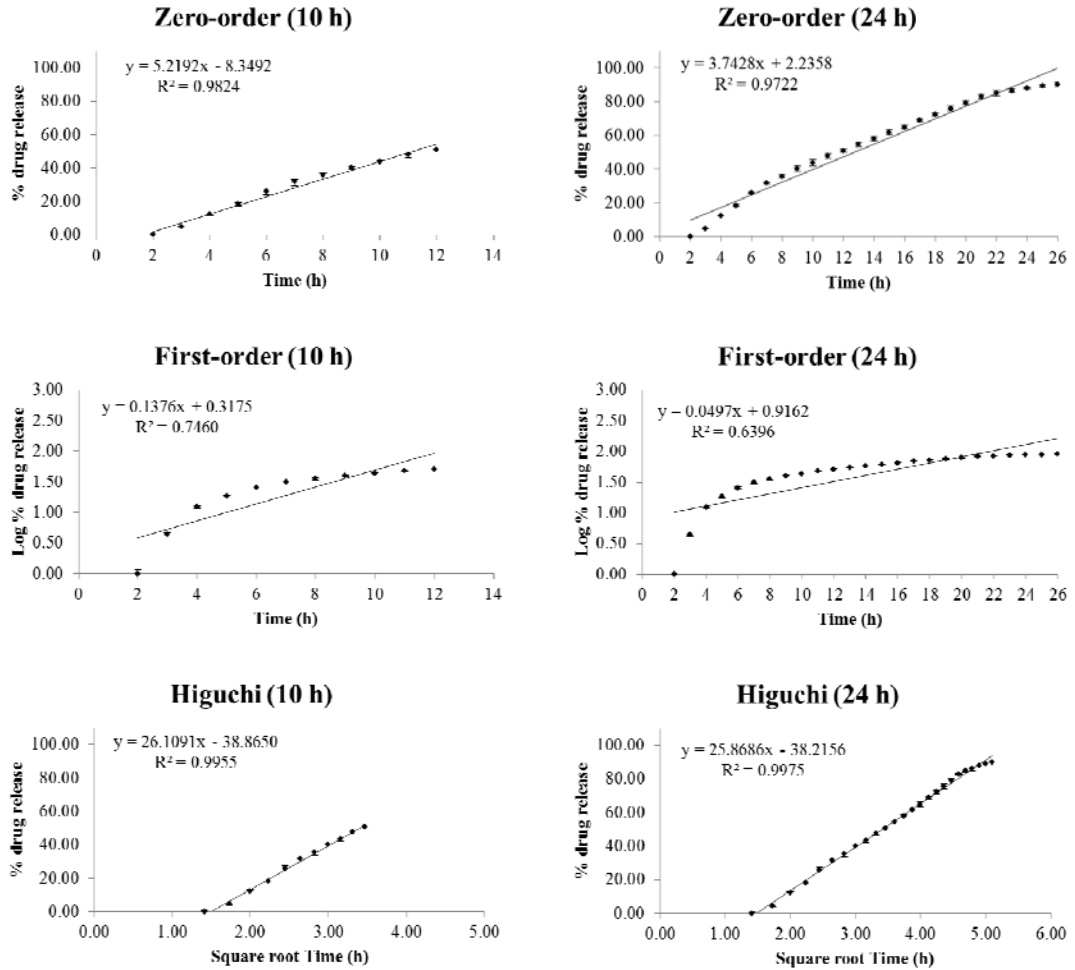 Zero-order (10 h)
y = 5.2192x - 8.3492
R² = 0.9824
100.00
80.00
60.00
40.00
20.00
0.00
% drug release
0 2 4 6 8 10 12 14
Time (h)
Zero-order (24 h)
y = 3.7428x + 2.2358
R² = 0.9722
100.00
80.00
60.00
40.00
20.00
0.00
% drug release
0 2 4 6 8 10 12 14 16 18 20 22 24 26
Time (h)
First-order (10 h)
y = 0.1376x + 0.3175
R² = 0.7460
3.00
2.50
2.00
1.50
1.00
0.50
0.00
Log % drug release
0 2 4 6 8 10 12 14
Time (h)
First-order (24 h)
y = 0.0497x + 0.9162
R² = 0.6396
3.00
2.50
2.00
1.50
1.00
0.50
0.00
Log % drug release
0 2 4 6 8 10 12 14 16 18 20 22 24 26
Time (h)
Higuchi (10 h)
y = 26.1091x - 38.8650
R² = 0.9955
100.00
80.00
60.00
40.00
20.00
0.00
% drug release
0.00 1.00 2.00 3.00 4.00 5.00
Square root Time (h)
Higuchi (24 h)
y = 25.8686x - 38.2156
R² = 0.9975
100.00
80.00
60.00
40.00
20.00
0.00
% drug release
0.00 1.00 2.00 3.00 4.00 5.00 6.00
Square root Time (h)